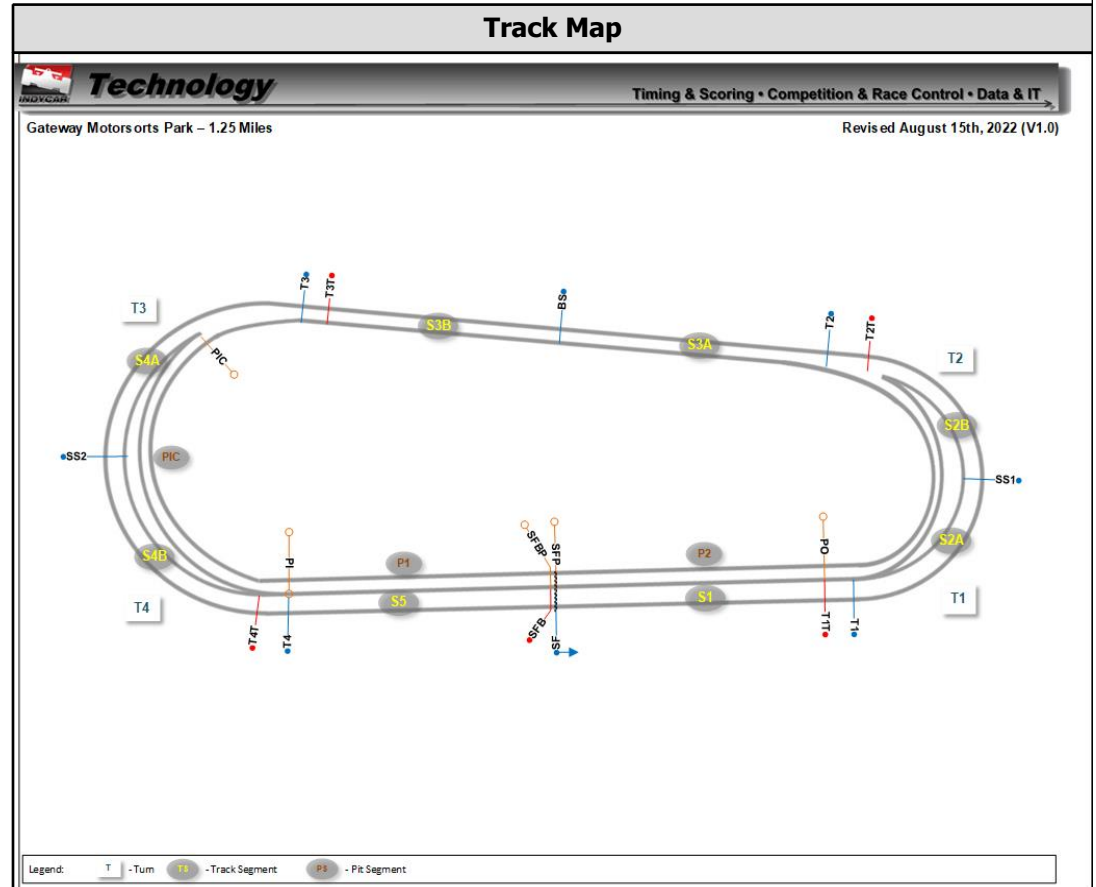 Track Map
INDYCAR
Technology
Timing & Scoring • Competition & Race Control • Data & IT
Gateway Motorsorts Park – 1.25 Miles
Revised August 15th, 2022 (V1.0)
T3
T3T
BS
T2
T2T
T3
S3B
S3A
T2
S4A
PIC
S2B
SS2
PIC
SS1
S4B
PI
P1
SFBP
SFP
P2
PO
S2A
T4
S5
S1
T1
T4T
T4
SFB
SF
T1T
T1
Legend:
T
- Turn
T3
- Track Segment
P3
- Pit Segment